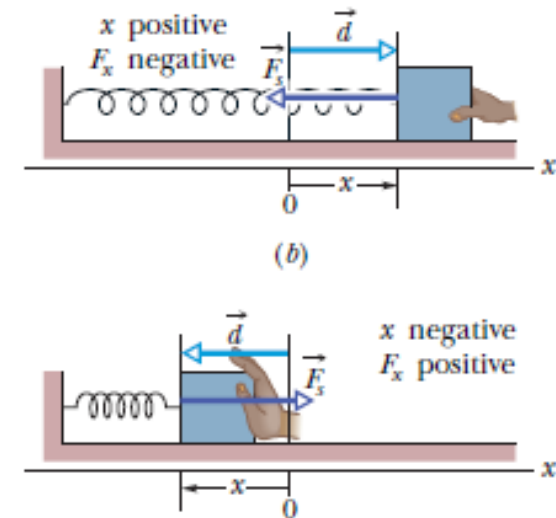 x positive
F_x negative
d
F_s
x
x
0
(b)
d
x negative
F_x positive
F_s
x
x
0